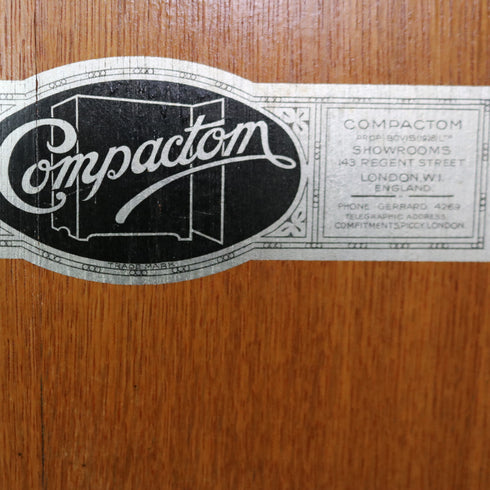 Compactom
TRADE MARK
COMPACTOM
PROP. BOVIS (1928) LTD
SHOWROOMS
143 REGENT STREET
LONDON W.1.
ENGLAND
PHONE GERRARD 4269
TELEGRAPHIC ADDRESS
COMFITMENTS, PICCY, LONDON